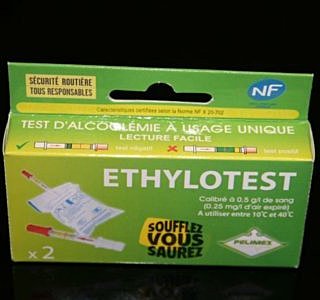 SÉCURITÉ ROUTIÈRE
TOUS RESPONSABLES
NF
Caractéristiques certifiées selon la Norme NF X 20-702
TEST D'ALCOOLÉMIE À USAGE UNIQUE
LECTURE FACILE
test négatif
test positif
ETHYLOTEST
Calibré à 0,5 g/l de sang
(0.25 mg/l d'air expiré)
A utiliser entre 10°C et 40°C
SOUFFLEZ
VOUS
SAUREZ
PELIMEX
x 2